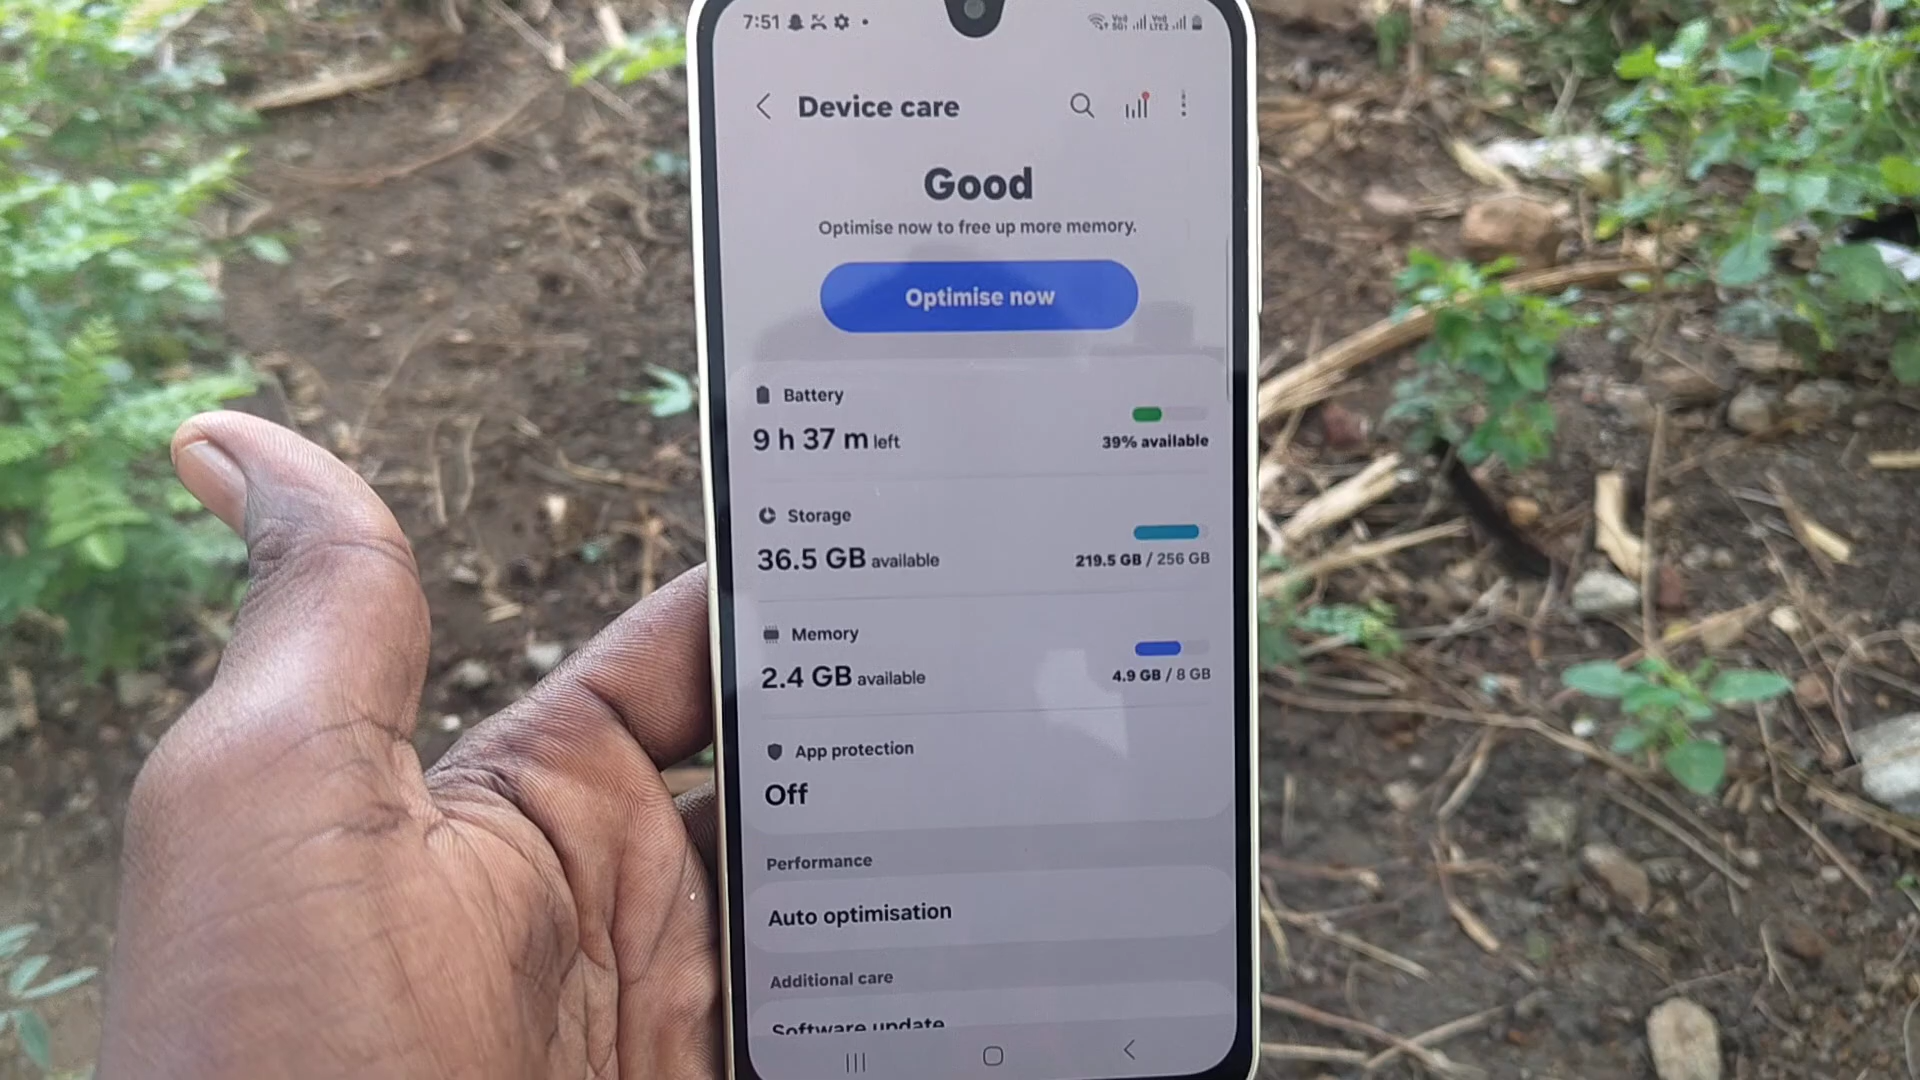 7:51
Device care
Good
Optimise now to free up more memory.
Optimise now
Battery
9 h 37 m left
39% available
Storage
36.5 GB available
219.5 GB / 256 GB
Memory
2.4 GB available
4.9 GB / 8 GB
App protection
Off
Performance
Auto optimisation
Additional care
Software update